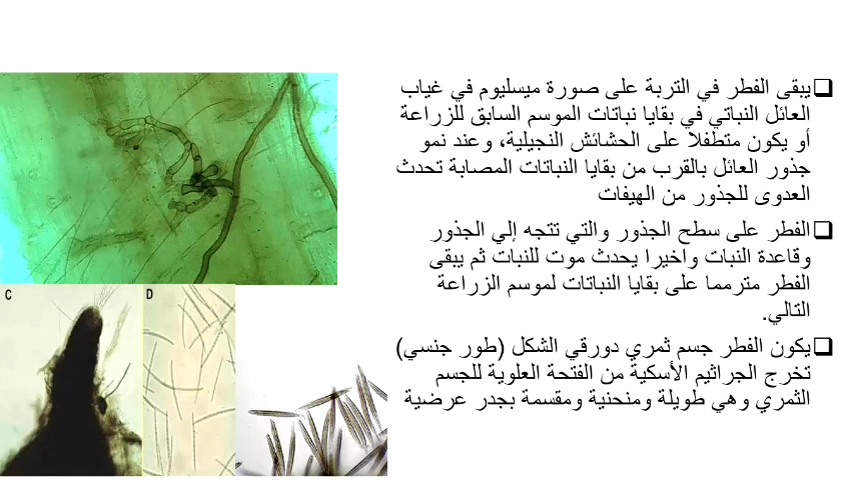 ❑يبقى الفطر في التربة على صورة ميسليوم في غياب
العائل النباتي في بقايا نباتات الموسم السابق للزراعة
أو يكون متطفلا على الحشائش النجيلية، وعند نمو
جذور العائل بالقرب من بقايا النباتات المصابة تحدث
العدوى للجذور من الهيفات
❑الفطر على سطح الجذور والتي تتجه إلي الجذور
وقاعدة النبات واخيرا يحدث موت للنبات ثم يبقى
الفطر مترمما على بقايا النباتات لموسم الزراعة
التالي.
❑يكون الفطر جسم ثمري دورقي الشكل (طور جنسي)
تخرج الجراثيم الأسكية من الفتحة العلوية للجسم
الثمري وهي طويلة ومنحنية ومقسمة بجدر عرضية
C
D